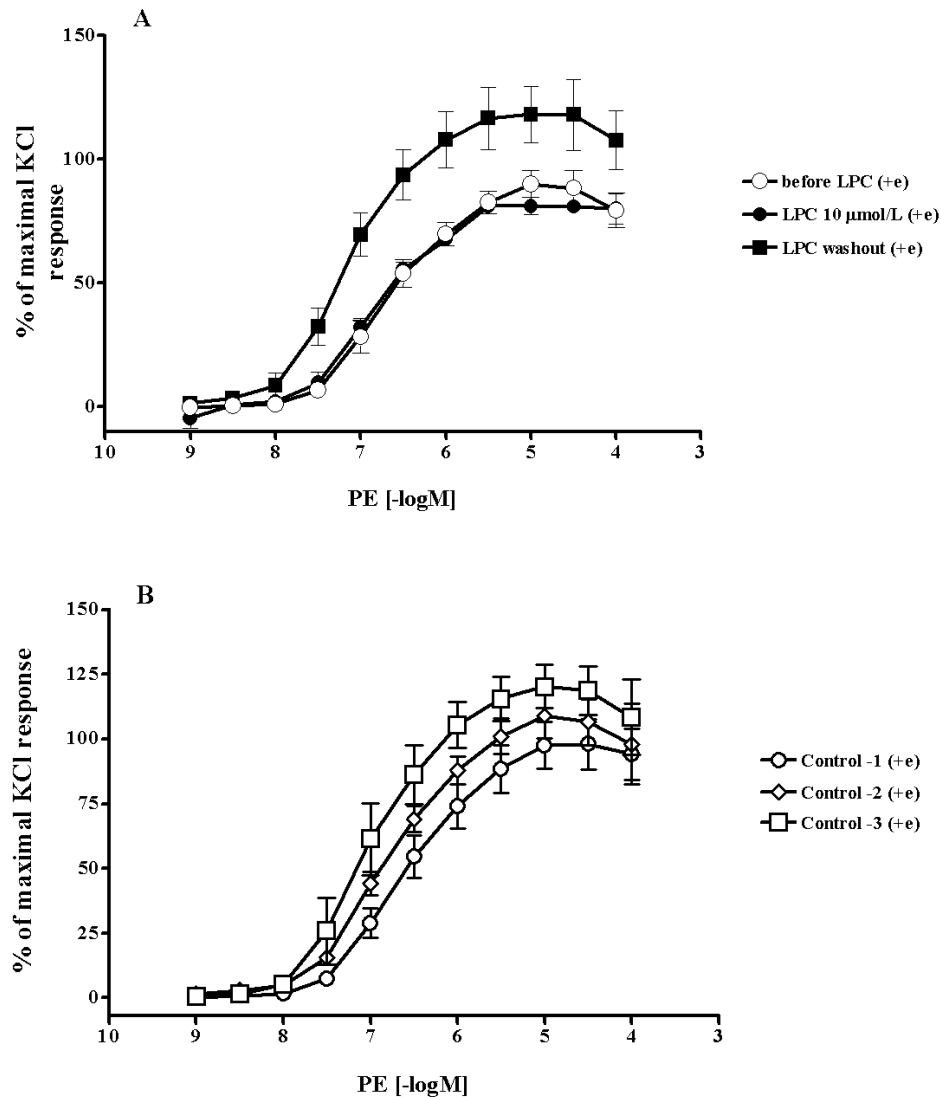 A
150
100
50
0
% of maximal KCl
response
10 9 8 7 6 5 4 3
PE [-logM]
before LPC (+e)
LPC 10 μmol/L (+e)
LPC washout (+e)
B
150
125
100
75
50
25
0
% of maximal KCl response
10 9 8 7 6 5 4 3
PE [-logM]
Control -1 (+e)
Control -2 (+e)
Control -3 (+e)